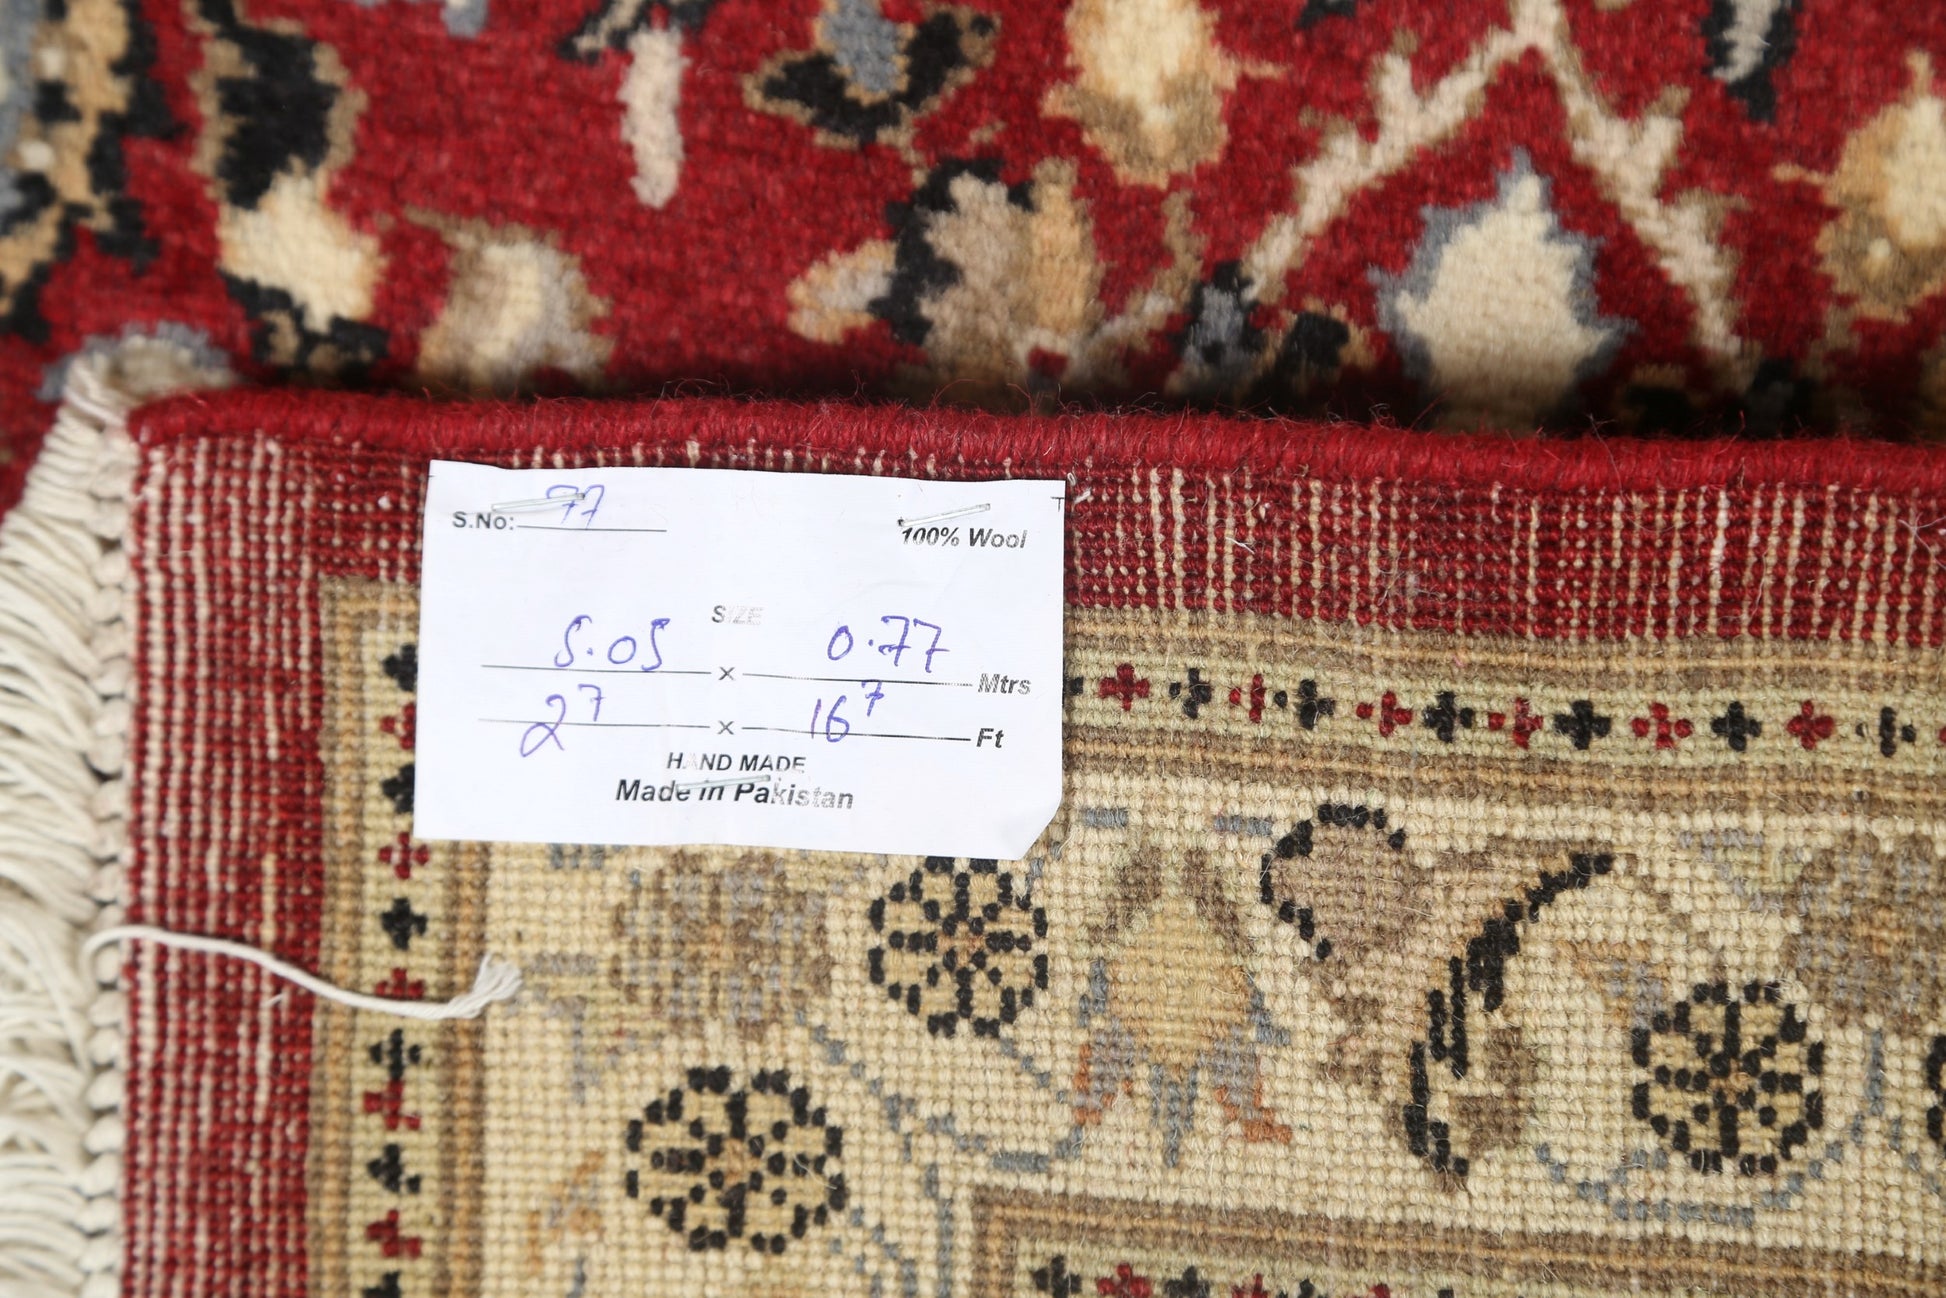 S.No: 77
100% Wool
SIZE
5.05 x 0.77 Mtrs
2⁷ x 16⁷ Ft
HAND MADE
Made in Pakistan